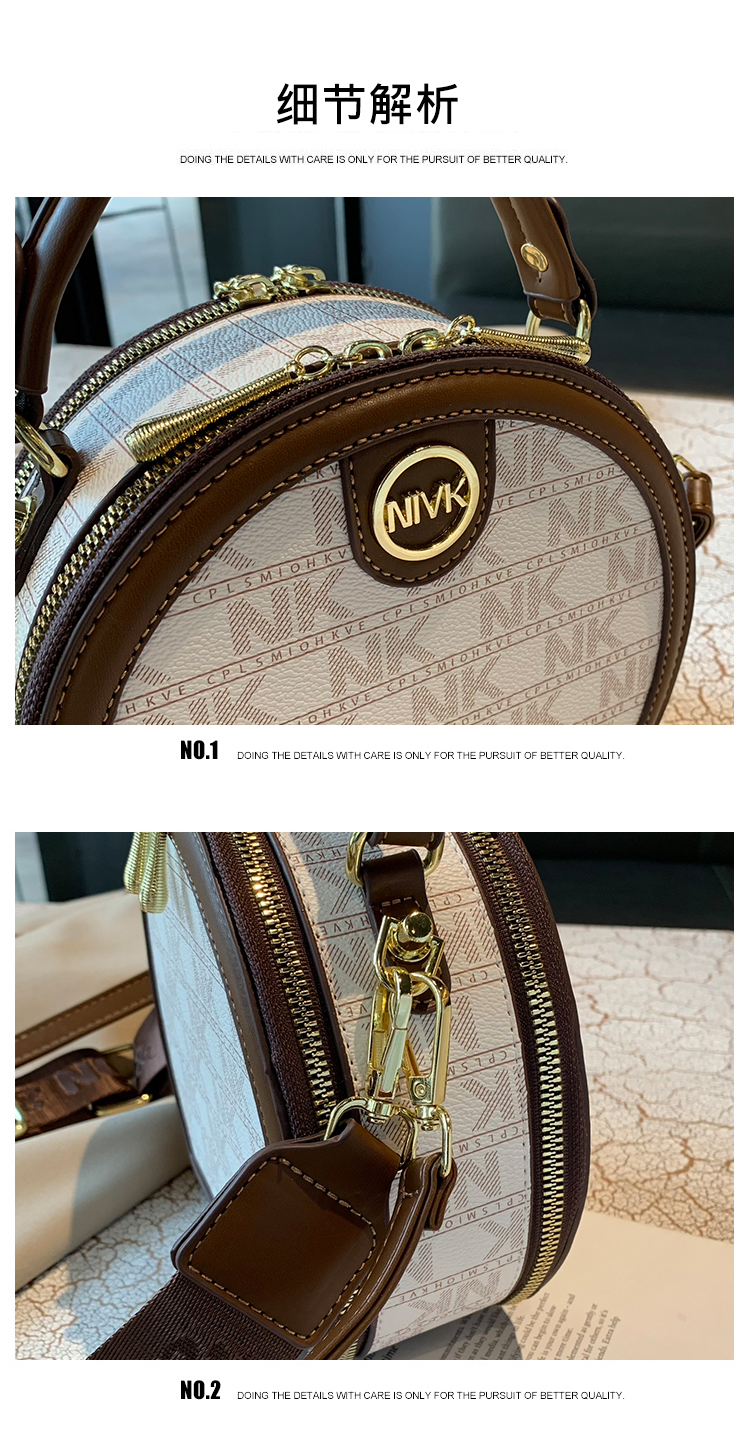 细节解析
DOING THE DETAILS WITH CARE IS ONLY FOR THE PURSUIT OF BETTER QUALITY.
NIVK
NK
CPLSMIOHKVE
NO.1 DOING THE DETAILS WITH CARE IS ONLY FOR THE PURSUIT OF BETTER QUALITY.
NK
CPLSMIOHKVE
NO.2 DOING THE DETAILS WITH CARE IS ONLY FOR THE PURSUIT OF BETTER QUALITY.